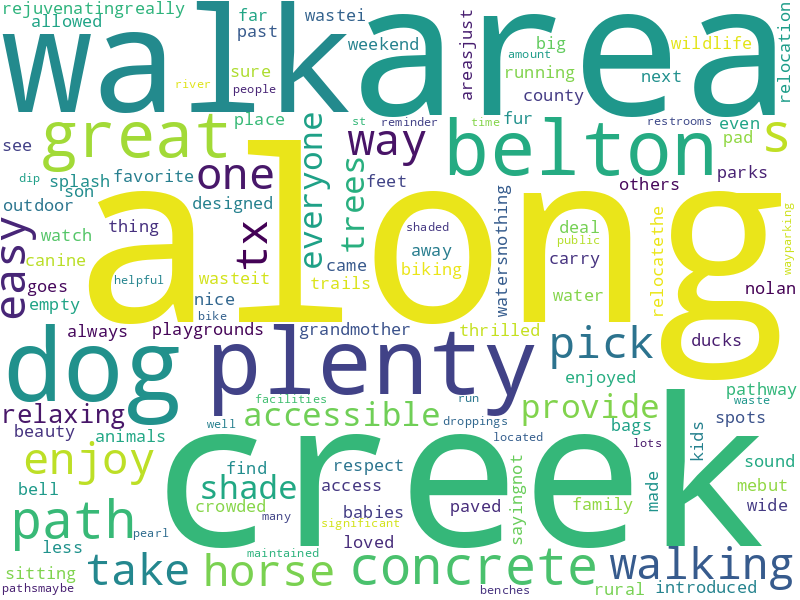 rejuvenatingreally
far
wastei
allowed
past
weekend
walk
area
areasjust
big
wildlife
relocation
amount
sure
running
next
river
people
county
great
place
st
reminder
time
fur
restrooms
even
way
belton
s
pad
see
one
everyone
trees
feet
parks
dip
splash
favorite
son
others
outdoor
designed
tx
along
watersnothing
easy
thing
shaded
deal
wayparking
watch
away
public
canine
came
biking
carry
relocatethe
goes
helpful
wasteit
trails
water
nolan
empty
nice
bike
always
playgrounds
grandmother
thrilled
ducks
dog
plenty
pick
enjoyed
pathway
relaxing
facilities
run
waste
accessible
provide
well
droppings
bags
spots
beauty
animals
located
lots
kids
enjoy
find
respect
creek
sound
bell
shade
access
sayingnot
made
mebut
crowded
babies
paved
family
wide
path
many
significant
pearl
less
loved
maintained
sitting
take
horse
concrete
walking
pathsmaybe
benches
rural
introduced